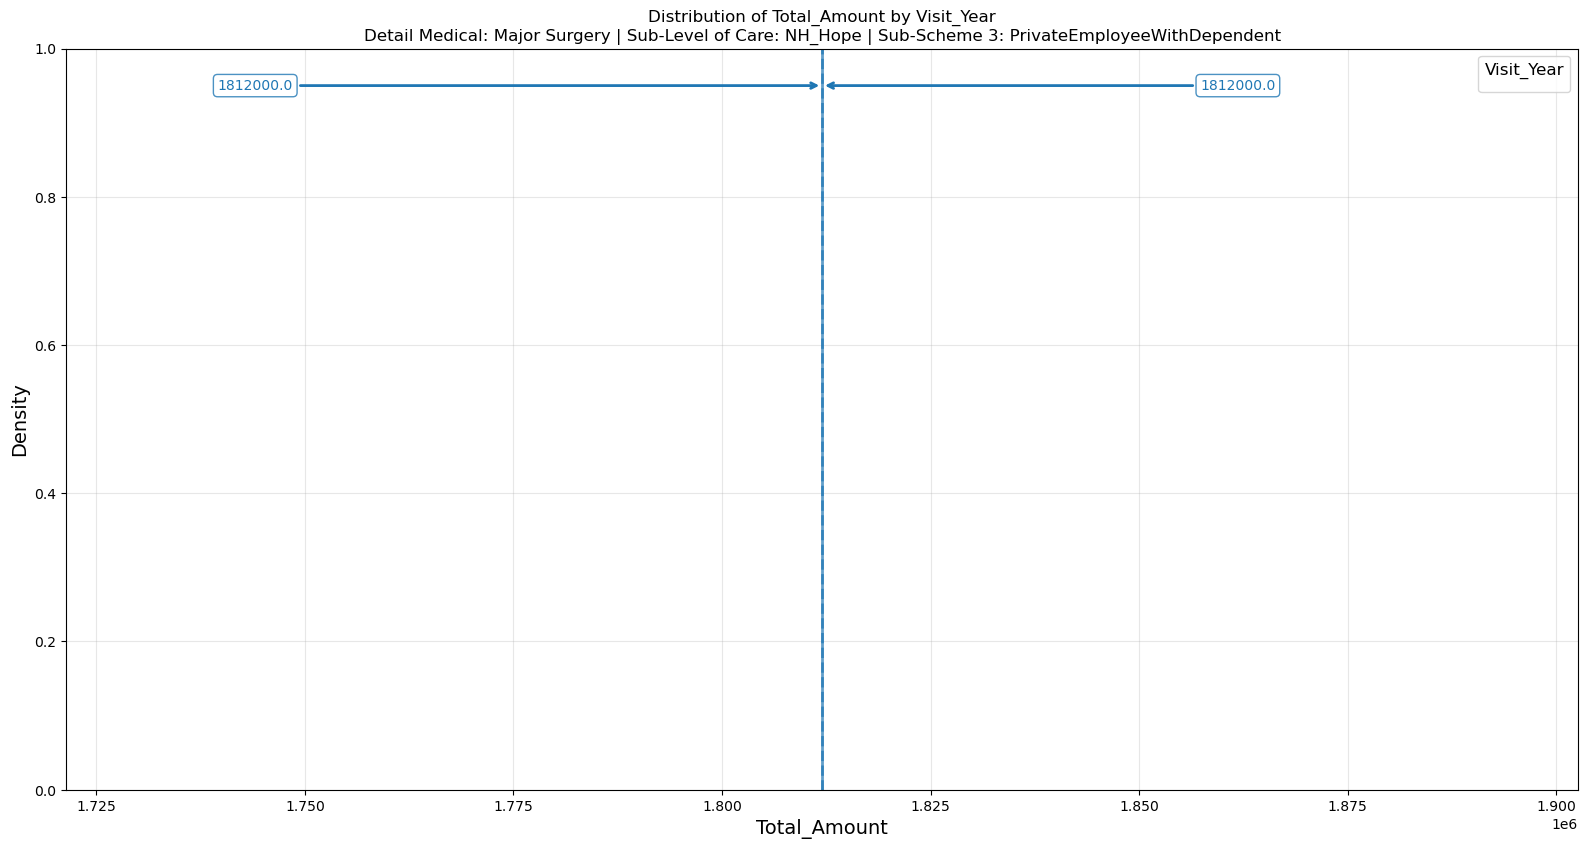 Distribution of Total_Amount by Visit_Year
Detail Medical: Major Surgery | Sub-Level of Care: NH_Hope | Sub-Scheme 3: PrivateEmployeeWithDependent
1.0
1812000.0
1812000.0
Visit_Year
0.8
0.6
Density
0.4
0.2
0.0
1.725
1.750
1.775
1.800
1.825
1.850
1.875
1.900
1e6
Total_Amount